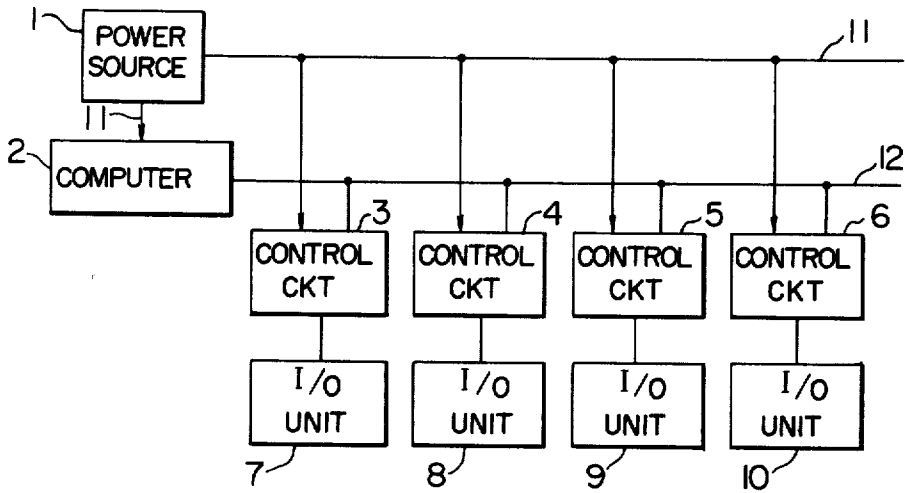 1
POWER
SOURCE
11
11
2
COMPUTER
12
3
4
5
6
CONTROL
CKT
CONTROL
CKT
CONTROL
CKT
CONTROL
CKT
I/O
UNIT
I/O
UNIT
I/O
UNIT
I/O
UNIT
7
8
9
10